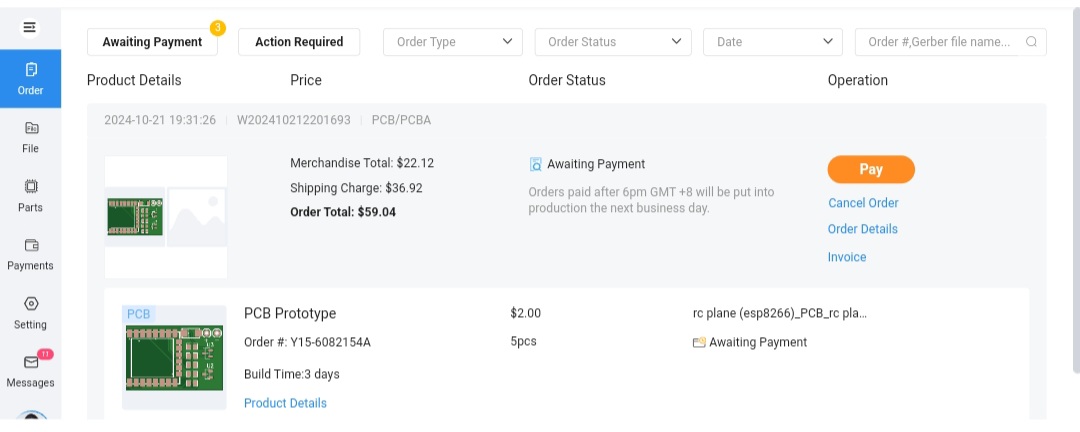 3
Awaiting Payment
Action Required
Order Type
Order Status
Date
Order #,Gerber file name...
Order
File
Parts
Payments
Setting
11
Messages
Product Details Price Order Status Operation
2024-10-21 19:31:26 W202410212201693 PCB/PCBA
Merchandise Total: $22.12
Shipping Charge: $36.92
Order Total: $59.04
Awaiting Payment
Orders paid after 6pm GMT +8 will be put into
production the next business day.
Pay
Cancel Order
Order Details
Invoice
PCB
PCB Prototype
Order #: Y15-6082154A
Build Time:3 days
Product Details
$2.00
5pcs
rc plane (esp8266)_PCB_rc pla...
Awaiting Payment